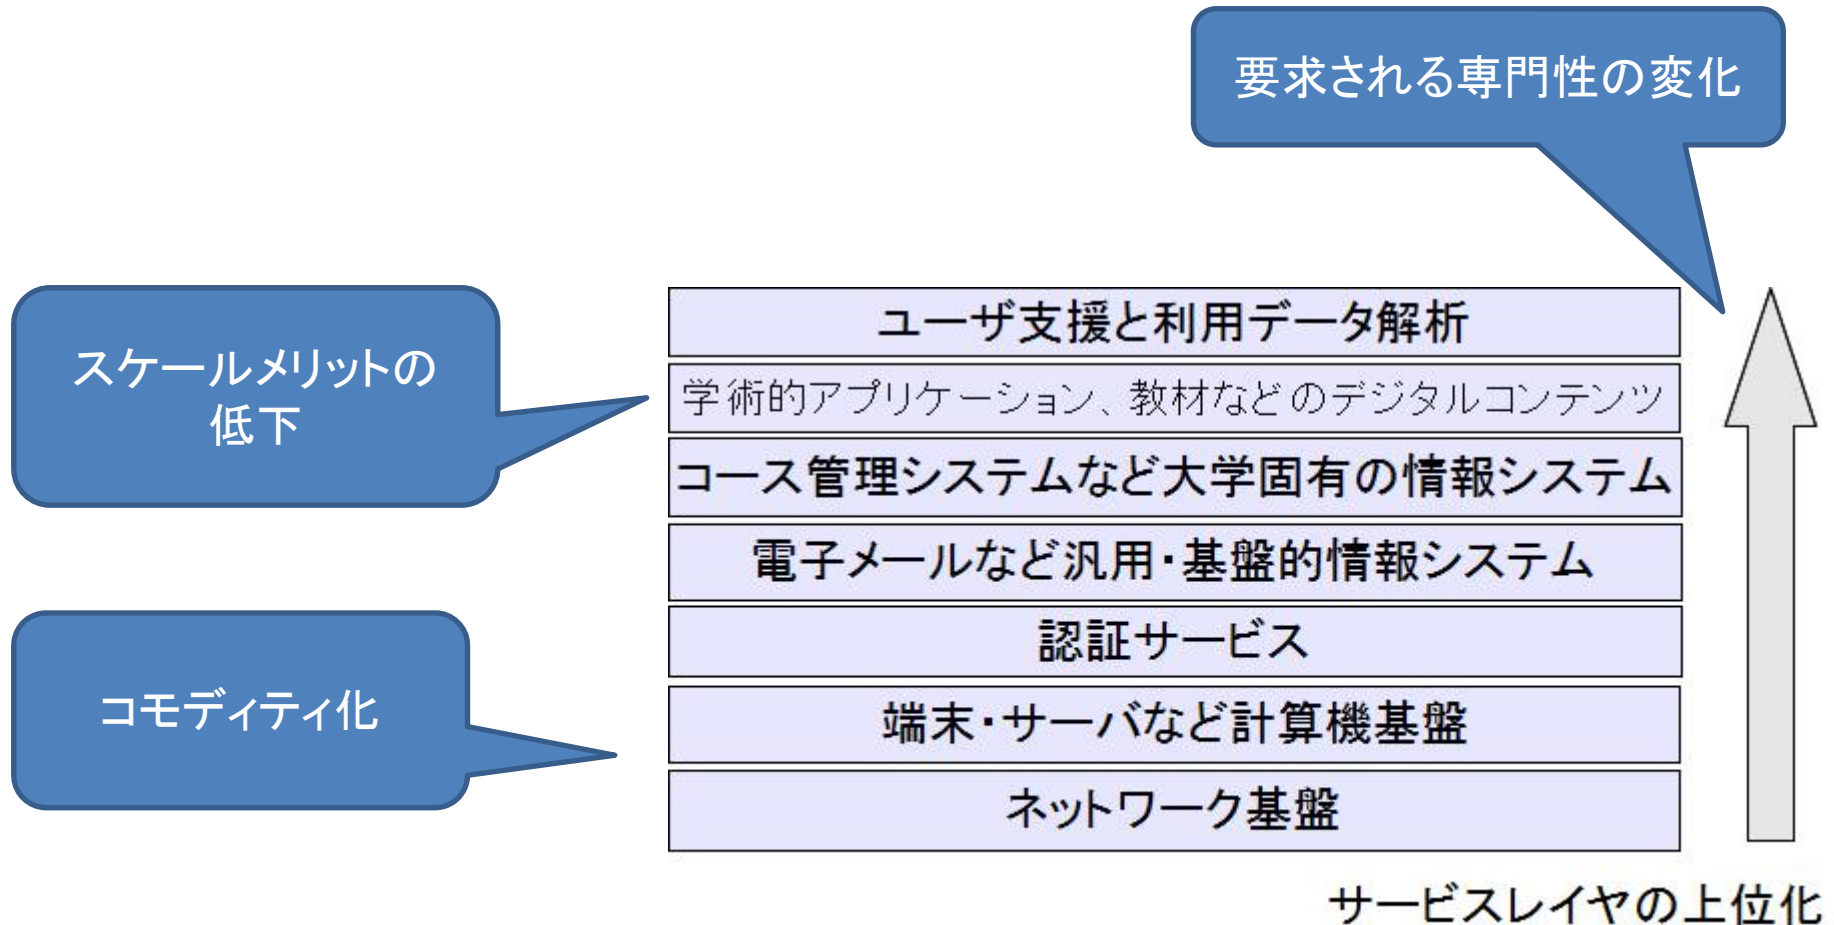 要求される専門性の変化
スケールメリットの
低下
コモディティ化
ユーザ支援と利用データ解析
学術的アプリケーション、教材などのデジタルコンテンツ
コース管理システムなど大学固有の情報システム
電子メールなど汎用・基盤的情報システム
認証サービス
端末・サーバなど計算機基盤
ネットワーク基盤
サービスレイヤの上位化